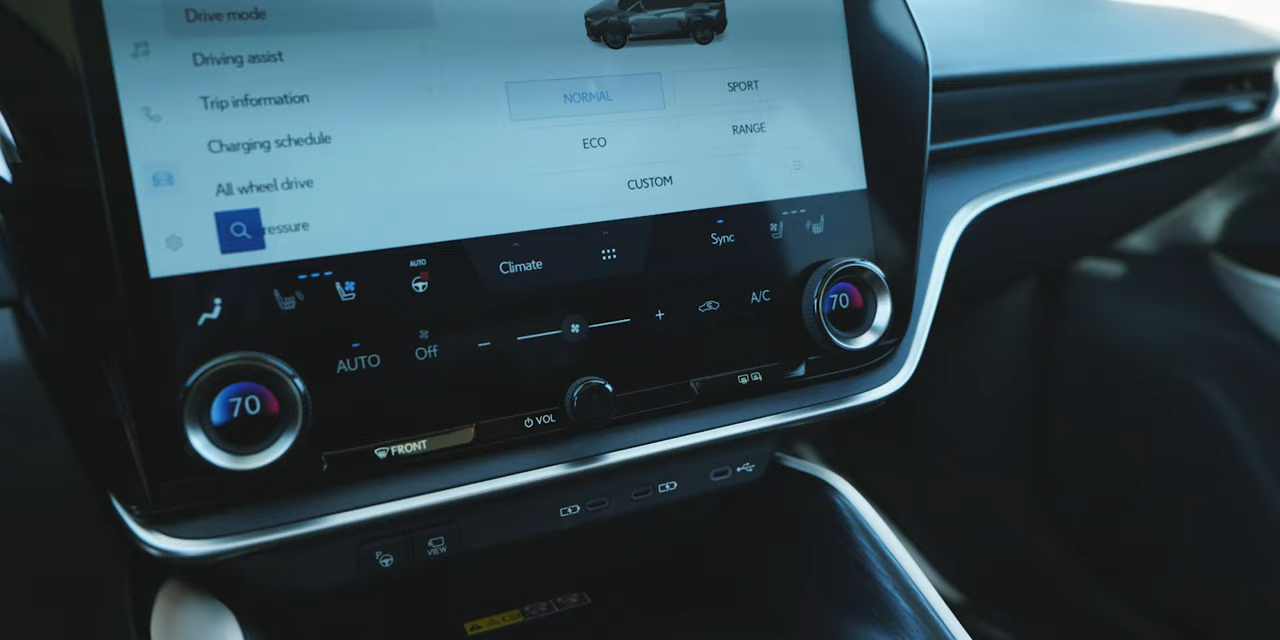 Drive mode
Driving assist
Trip information
Charging schedule
All wheel drive
ressure
NORMAL
SPORT
ECO
RANGE
CUSTOM
AUTO
Climate
Sync
AUTO
Off
A/C
70
70
FRONT
VOL
P
VIEW